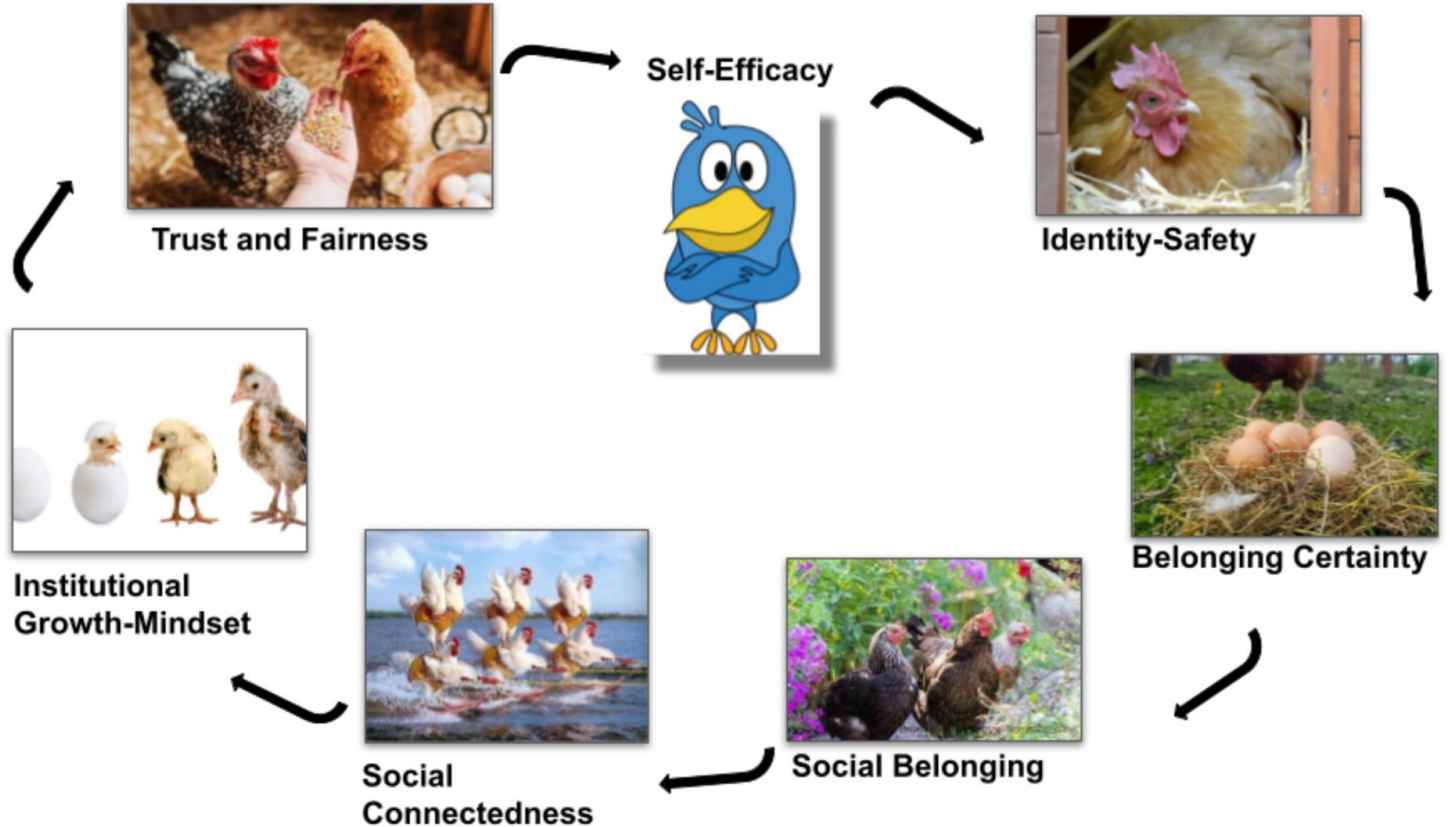 Self-Efficacy
Trust and Fairness
Identity-Safety
Belonging Certainty
Social Belonging
Social
Connectedness
Institutional
Growth-Mindset